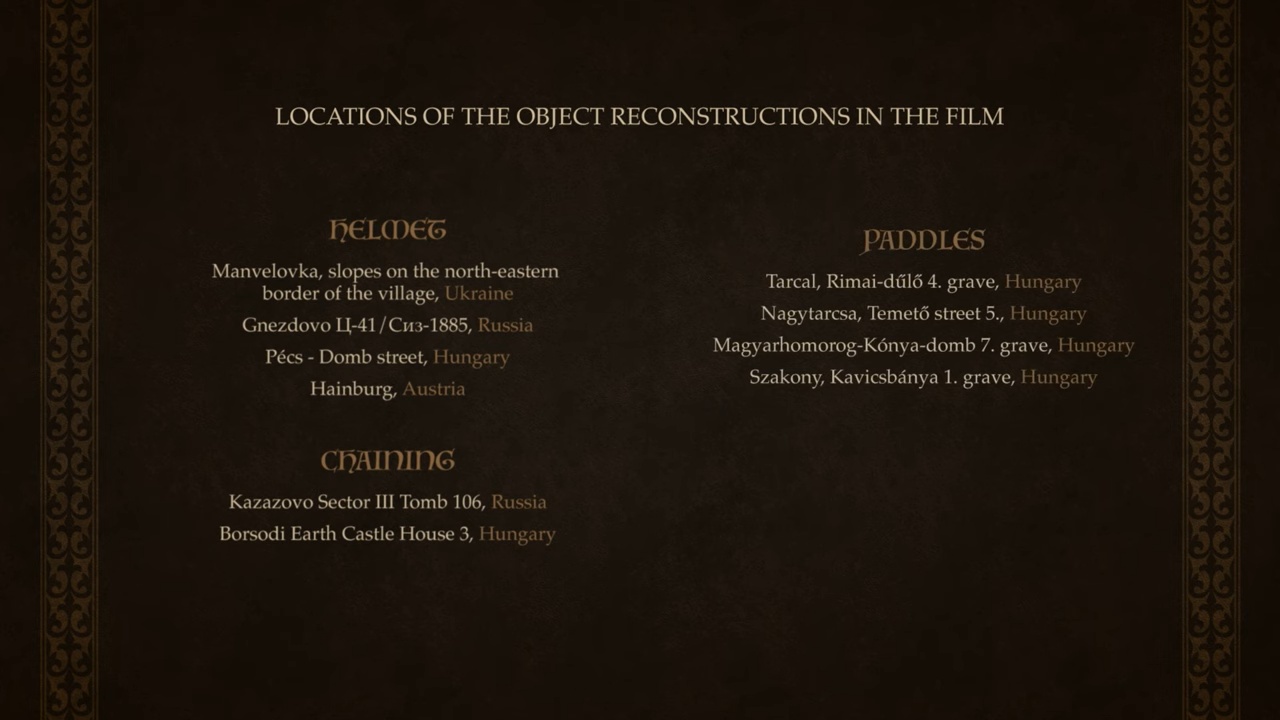 LOCATIONS OF THE OBJECT RECONSTRUCTIONS IN THE FILM
HELMET
Manvelovka, slopes on the north-eastern
border of the village, Ukraine
Gnezdovo Ц-41/Сиз-1885, Russia
Pécs - Domb street, Hungary
Hainburg, Austria
CHAINING
Kazazovo Sector III Tomb 106, Russia
Borsodi Earth Castle House 3, Hungary
PADDLES
Tarcal, Rimai-dűlő 4. grave, Hungary
Nagytarcsa, Temető street 5., Hungary
Magyarhomorog-Kónya-domb 7. grave, Hungary
Szakony, Kavicsbánya 1. grave, Hungary